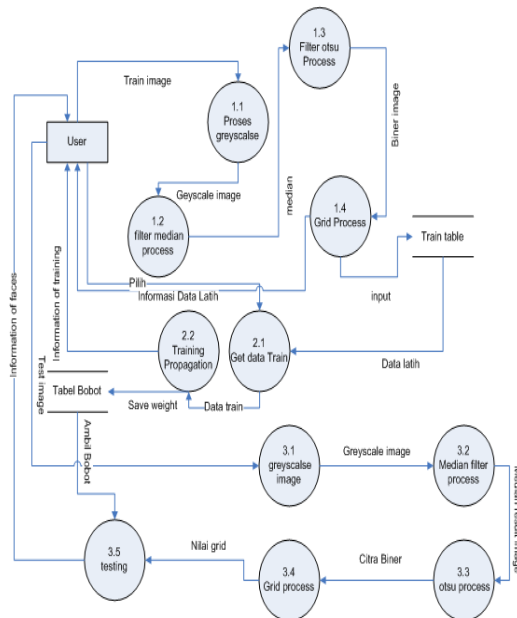 1.3
Filter otsu
Process
Train image
1.1
Proses
greyscalse
Biner image
User
Geyscale image
median
1.2
filter median
process
1.4
Grid Process
Train table
Pilih
Informasi Data Latih
input
Information of faces
Test image
Information of training
2.2
Training
Propagation
2.1
Get data Train
Data latih
Tabel Bobot
Save weight
Data train
Ambil Bobot
3.1
greyscalse
image
Greyscale image
3.2
Median filter
process
Median result image
Nilai grid
Citra Biner
3.5
testing
3.4
Grid process
3.3
otsu process